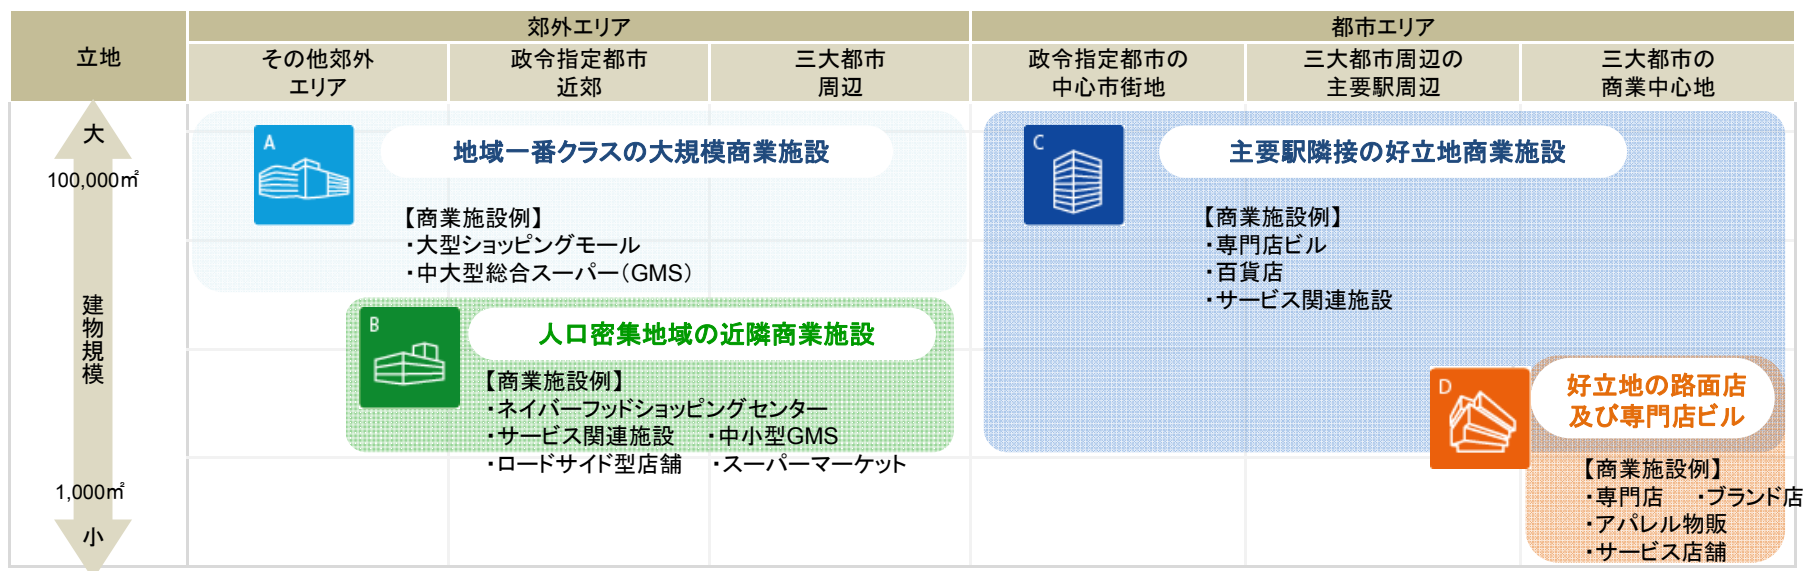 立地
郊外エリア
都市エリア
その他郊外
エリア
政令指定都市
近郊
三大都市
周辺
政令指定都市の
中心市街地
三大都市周辺の
主要駅周辺
三大都市の
商業中心地
大
100,000㎡
建物規模
1,000㎡
小
A
地域一番クラスの大規模商業施設
【商業施設例】
・大型ショッピングモール
・中大型総合スーパー（GMS）
B
人口密集地域の近隣商業施設
【商業施設例】
・ネイバーフッドショッピングセンター
・サービス関連施設 ・中小型GMS
・ロードサイド型店舗 ・スーパーマーケット
C
主要駅隣接の好立地商業施設
【商業施設例】
・専門店ビル
・百貨店
・サービス関連施設
D
好立地の路面店
及び専門店ビル
【商業施設例】
・専門店 ・ブランド店
・アパレル物販
・サービス店舗